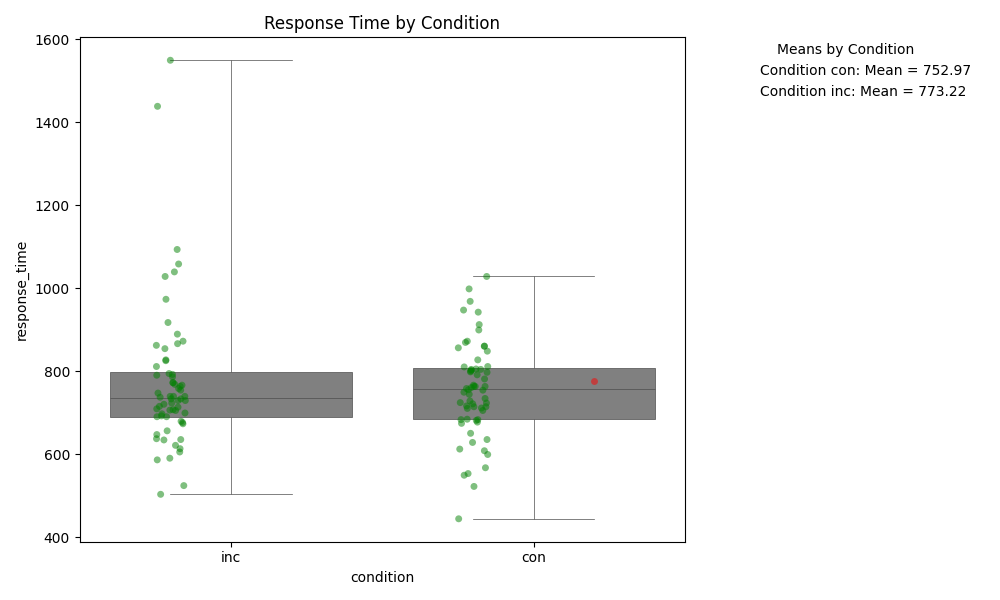 Response Time by Condition
Means by Condition
Condition con: Mean = 752.97
Condition inc: Mean = 773.22
1600
1400
1200
1000
800
600
400
response_time
inc
con
condition